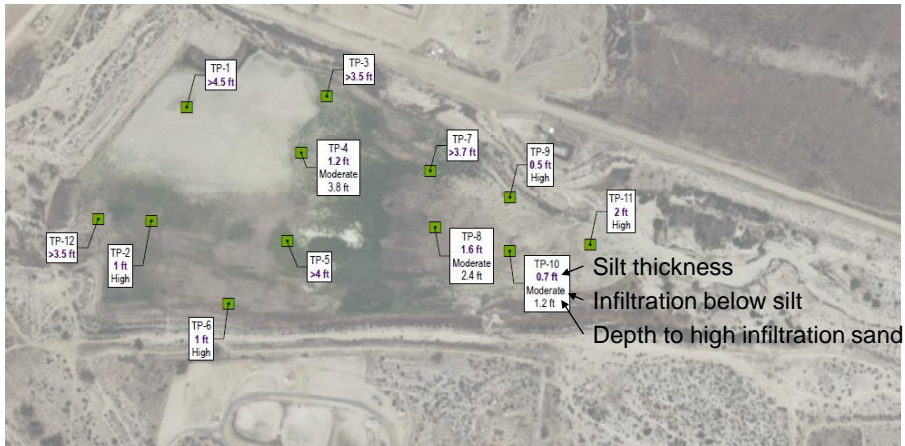 TP-1
>4.5 ft
TP-3
>3.5 ft
TP-4
1.2 ft
Moderate
3.8 ft
TP-7
>3.7 ft
TP-9
0.5 ft
High
TP-11
2 ft
High
TP-12
>3.5 ft
TP-2
1 ft
High
TP-5
>4 ft
TP-8
1.6 ft
Moderate
2.4 ft
TP-10
0.7 ft
Moderate
1.2 ft
Silt thickness
Infiltration below silt
Depth to high infiltration sand
TP-6
1 ft
High